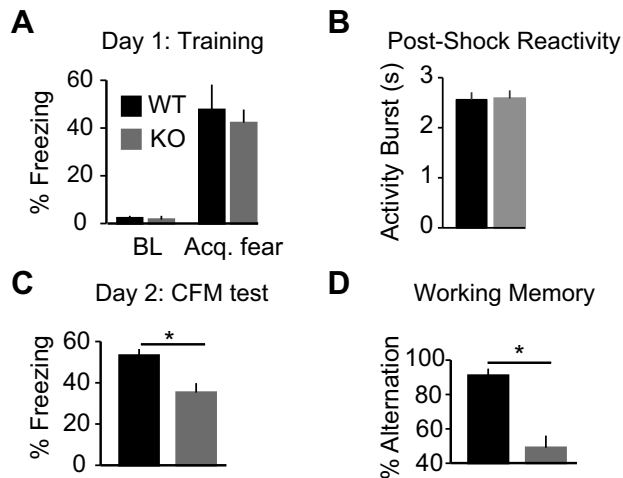 A
Day 1: Training
% Freezing
60
40
20
0
WT
KO
BL
Acq. fear
B
Post-Shock Reactivity
Activity Burst (s)
3
2
1
0
C
Day 2: CFM test
% Freezing
60
40
20
0
*
D
Working Memory
% Alternation
100
80
60
40
*